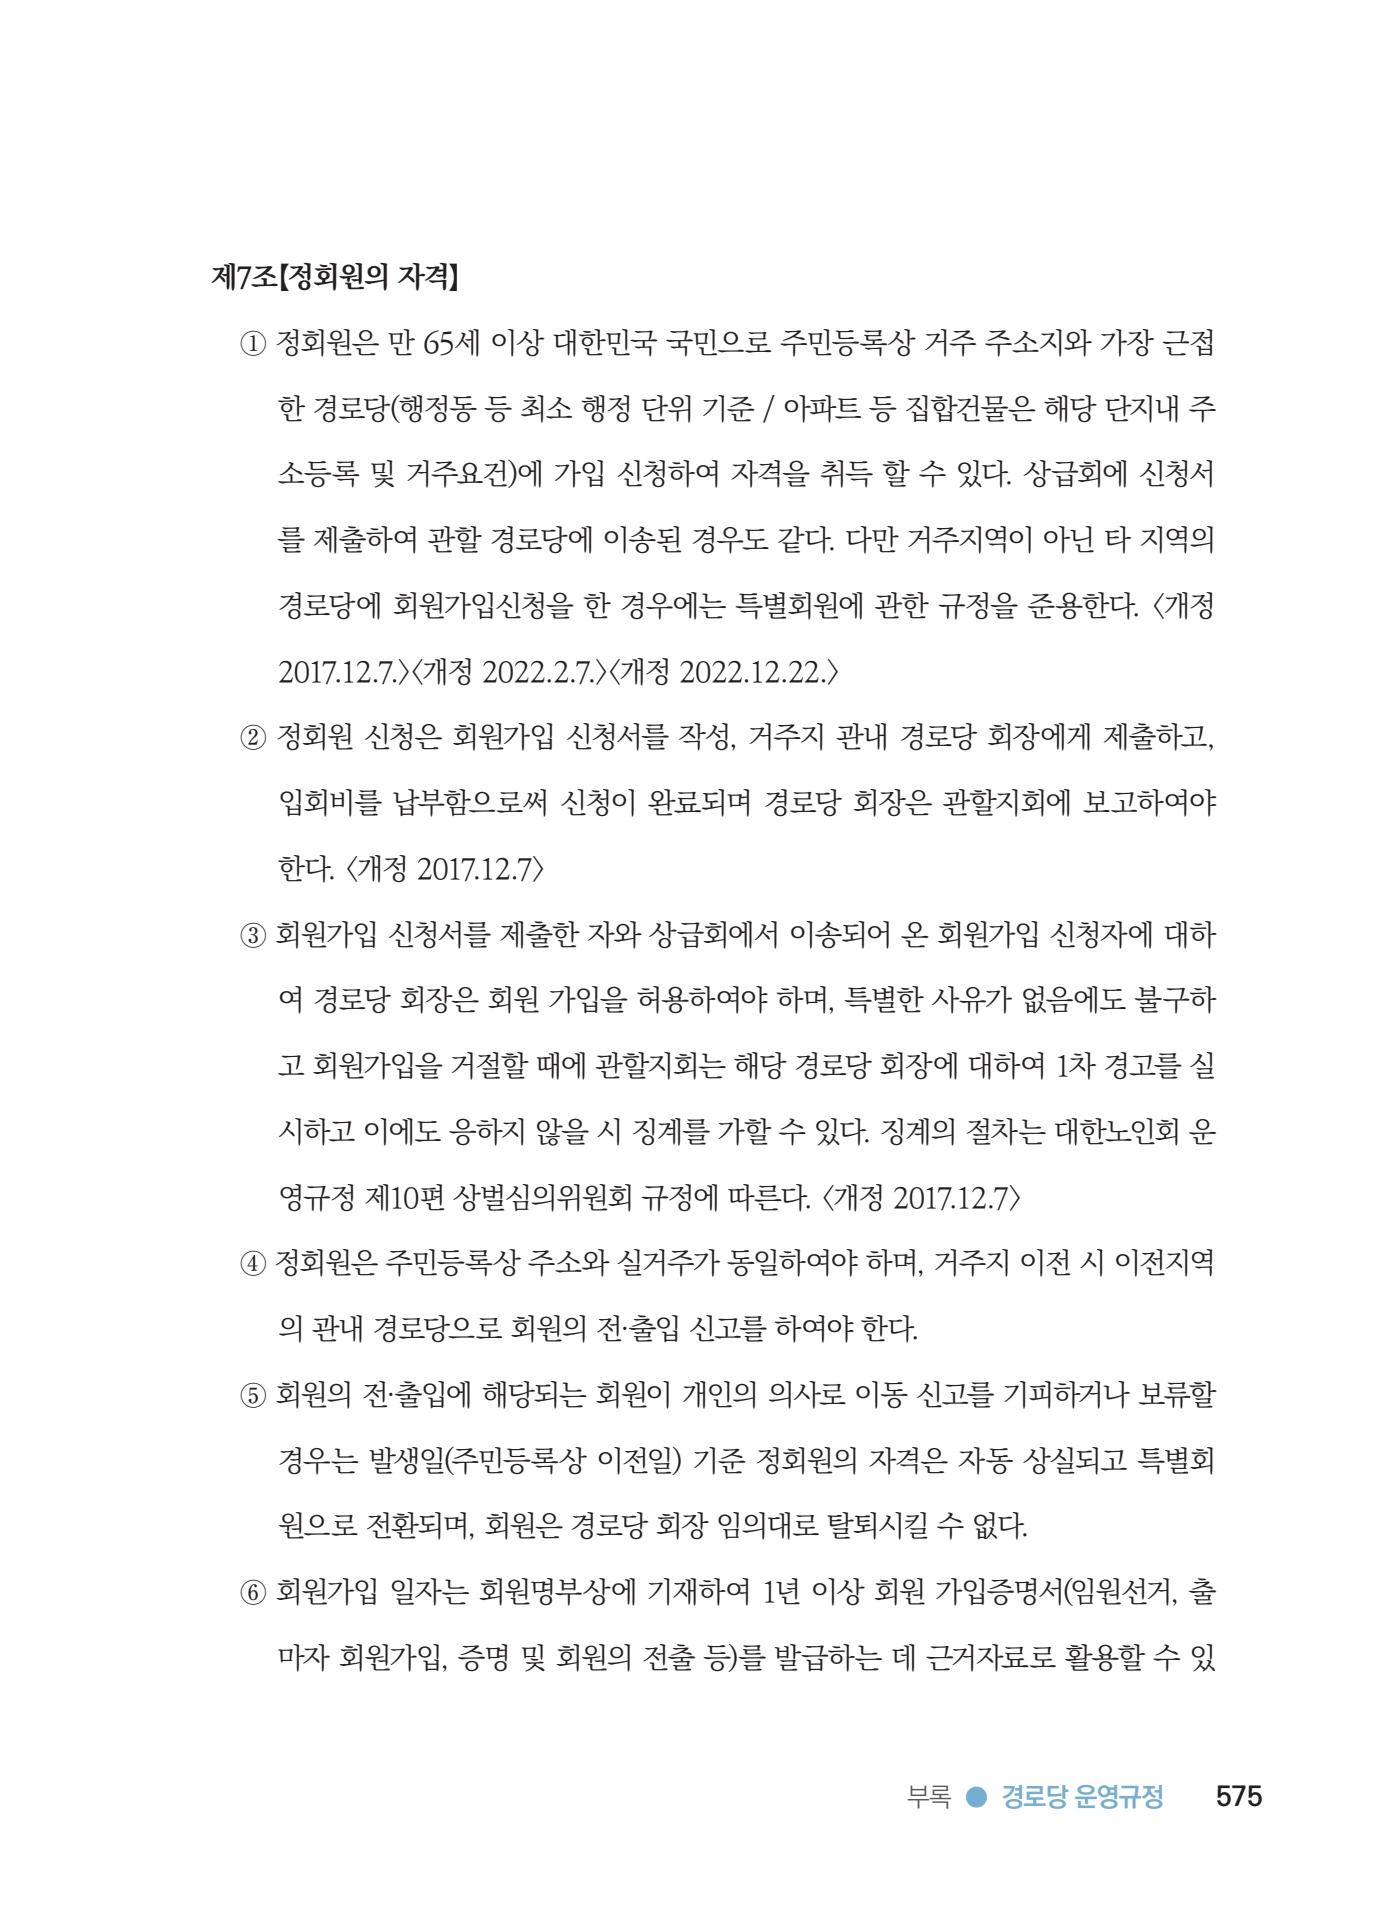 제7조【정회원의 자격】
① 정회원은 만 65세 이상 대한민국 국민으로 주민등록상 거주 주소지와 가장 근접
한 경로당(행정동 등 최소 행정 단위 기준 / 아파트 등 집합건물은 해당 단지내 주
소등록 및 거주요건)에 가입 신청하여 자격을 취득 할 수 있다. 상급회에 신청서
를 제출하여 관할 경로당에 이송된 경우도 같다. 다만 거주지역이 아닌 타 지역의
경로당에 회원가입신청을 한 경우에는 특별회원에 관한 규정을 준용한다. 〈개정
2017.12.7.〉〈개정 2022.2.7.〉〈개정 2022.12.22.〉
② 정회원 신청은 회원가입 신청서를 작성, 거주지 관내 경로당 회장에게 제출하고,
입회비를 납부함으로써 신청이 완료되며 경로당 회장은 관할지회에 보고하여야
한다. 〈개정 2017.12.7〉
③ 회원가입 신청서를 제출한 자와 상급회에서 이송되어 온 회원가입 신청자에 대하
여 경로당 회장은 회원 가입을 허용하여야 하며, 특별한 사유가 없음에도 불구하
고 회원가입을 거절할 때에 관할지회는 해당 경로당 회장에 대하여 1차 경고를 실
시하고 이에도 응하지 않을 시 징계를 가할 수 있다. 징계의 절차는 대한노인회 운
영규정 제10편 상벌심의위원회 규정에 따른다. 〈개정 2017.12.7〉
④ 정회원은 주민등록상 주소와 실거주가 동일하여야 하며, 거주지 이전 시 이전지역
의 관내 경로당으로 회원의 전·출입 신고를 하여야 한다.
⑤ 회원의 전·출입에 해당되는 회원이 개인의 의사로 이동 신고를 기피하거나 보류할
경우는 발생일(주민등록상 이전일) 기준 정회원의 자격은 자동 상실되고 특별회
원으로 전환되며, 회원은 경로당 회장 임의대로 탈퇴시킬 수 없다.
⑥ 회원가입 일자는 회원명부상에 기재하여 1년 이상 회원 가입증명서(임원선거, 출
마자 회원가입, 증명 및 회원의 전출 등)를 발급하는 데 근거자료로 활용할 수 있
부록 ● 경로당 운영규정 575